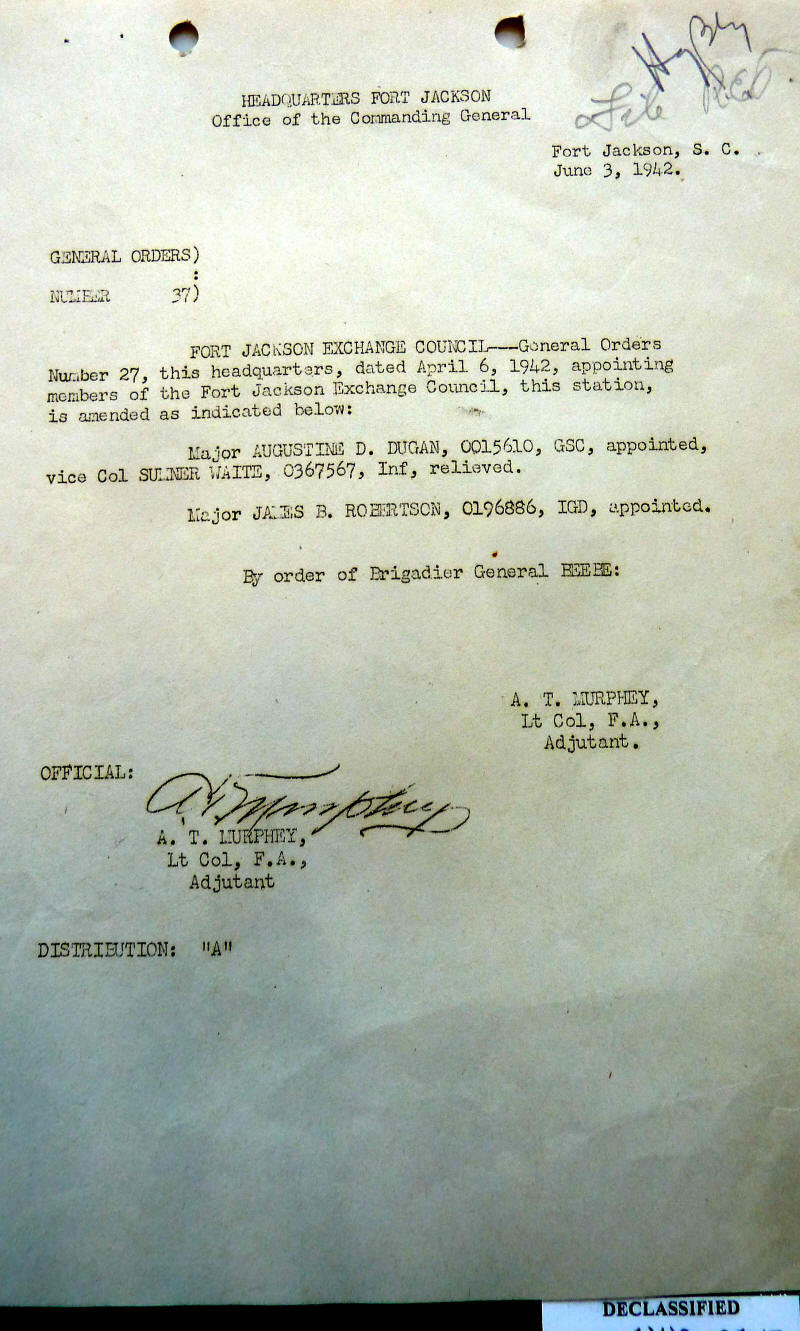 File
HEADQUARTERS FORT JACKSON
Office of the Commanding General
Fort Jackson, S. C.
June 3, 1942.
GENERAL ORDERS)
:
NUMBER 37)
FORT JACKSON EXCHANGE COUNCIL---General Orders
Number 27, this headquarters, dated April 6, 1942, appointing
members of the Fort Jackson Exchange Council, this station,
is amended as indicated below:
Major AUGUSTINE D. DUGAN, O015610, GSC, appointed,
vice Col SUMNER WAITE, O367567, Inf, relieved.
Major JAMES B. ROBERTSON, O196886, IGD, appointed.
By order of Brigadier General BEEBE:
A. T. MURPHEY,
Lt Col, F.A.,
Adjutant.
OFFICIAL:
A T Murphey
A. T. MURPHEY,
Lt Col, F.A.,
Adjutant
DISTRIBUTION: "A"
DECLASSIFIED